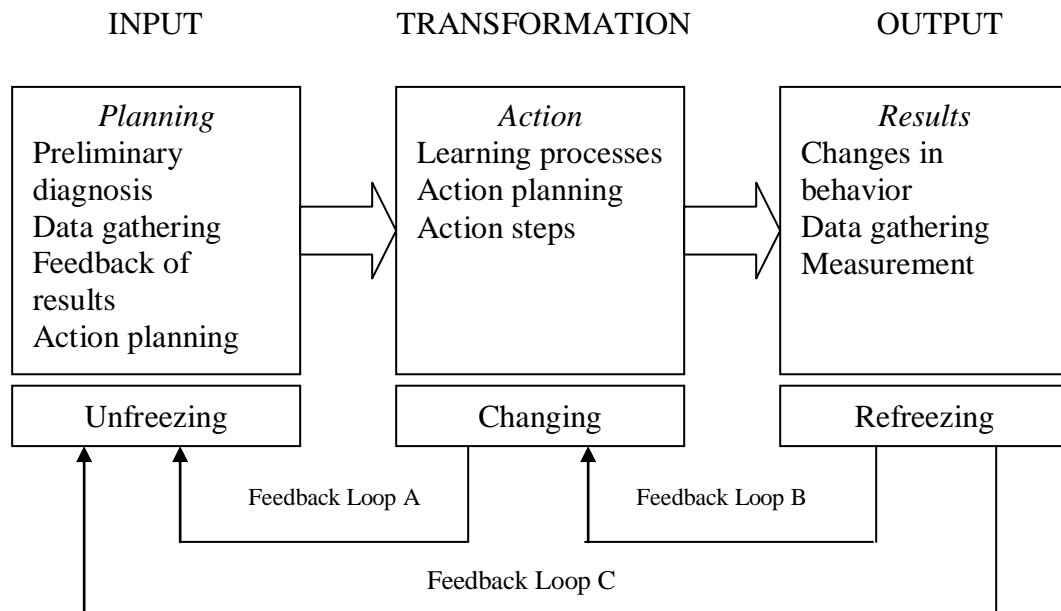 INPUT
TRANSFORMATION
OUTPUT
Planning
Preliminary
diagnosis
Data gathering
Feedback of
results
Action planning
Action
Learning processes
Action planning
Action steps
Results
Changes in
behavior
Data gathering
Measurement
Unfreezing
Changing
Refreezing
Feedback Loop A
Feedback Loop B
Feedback Loop C